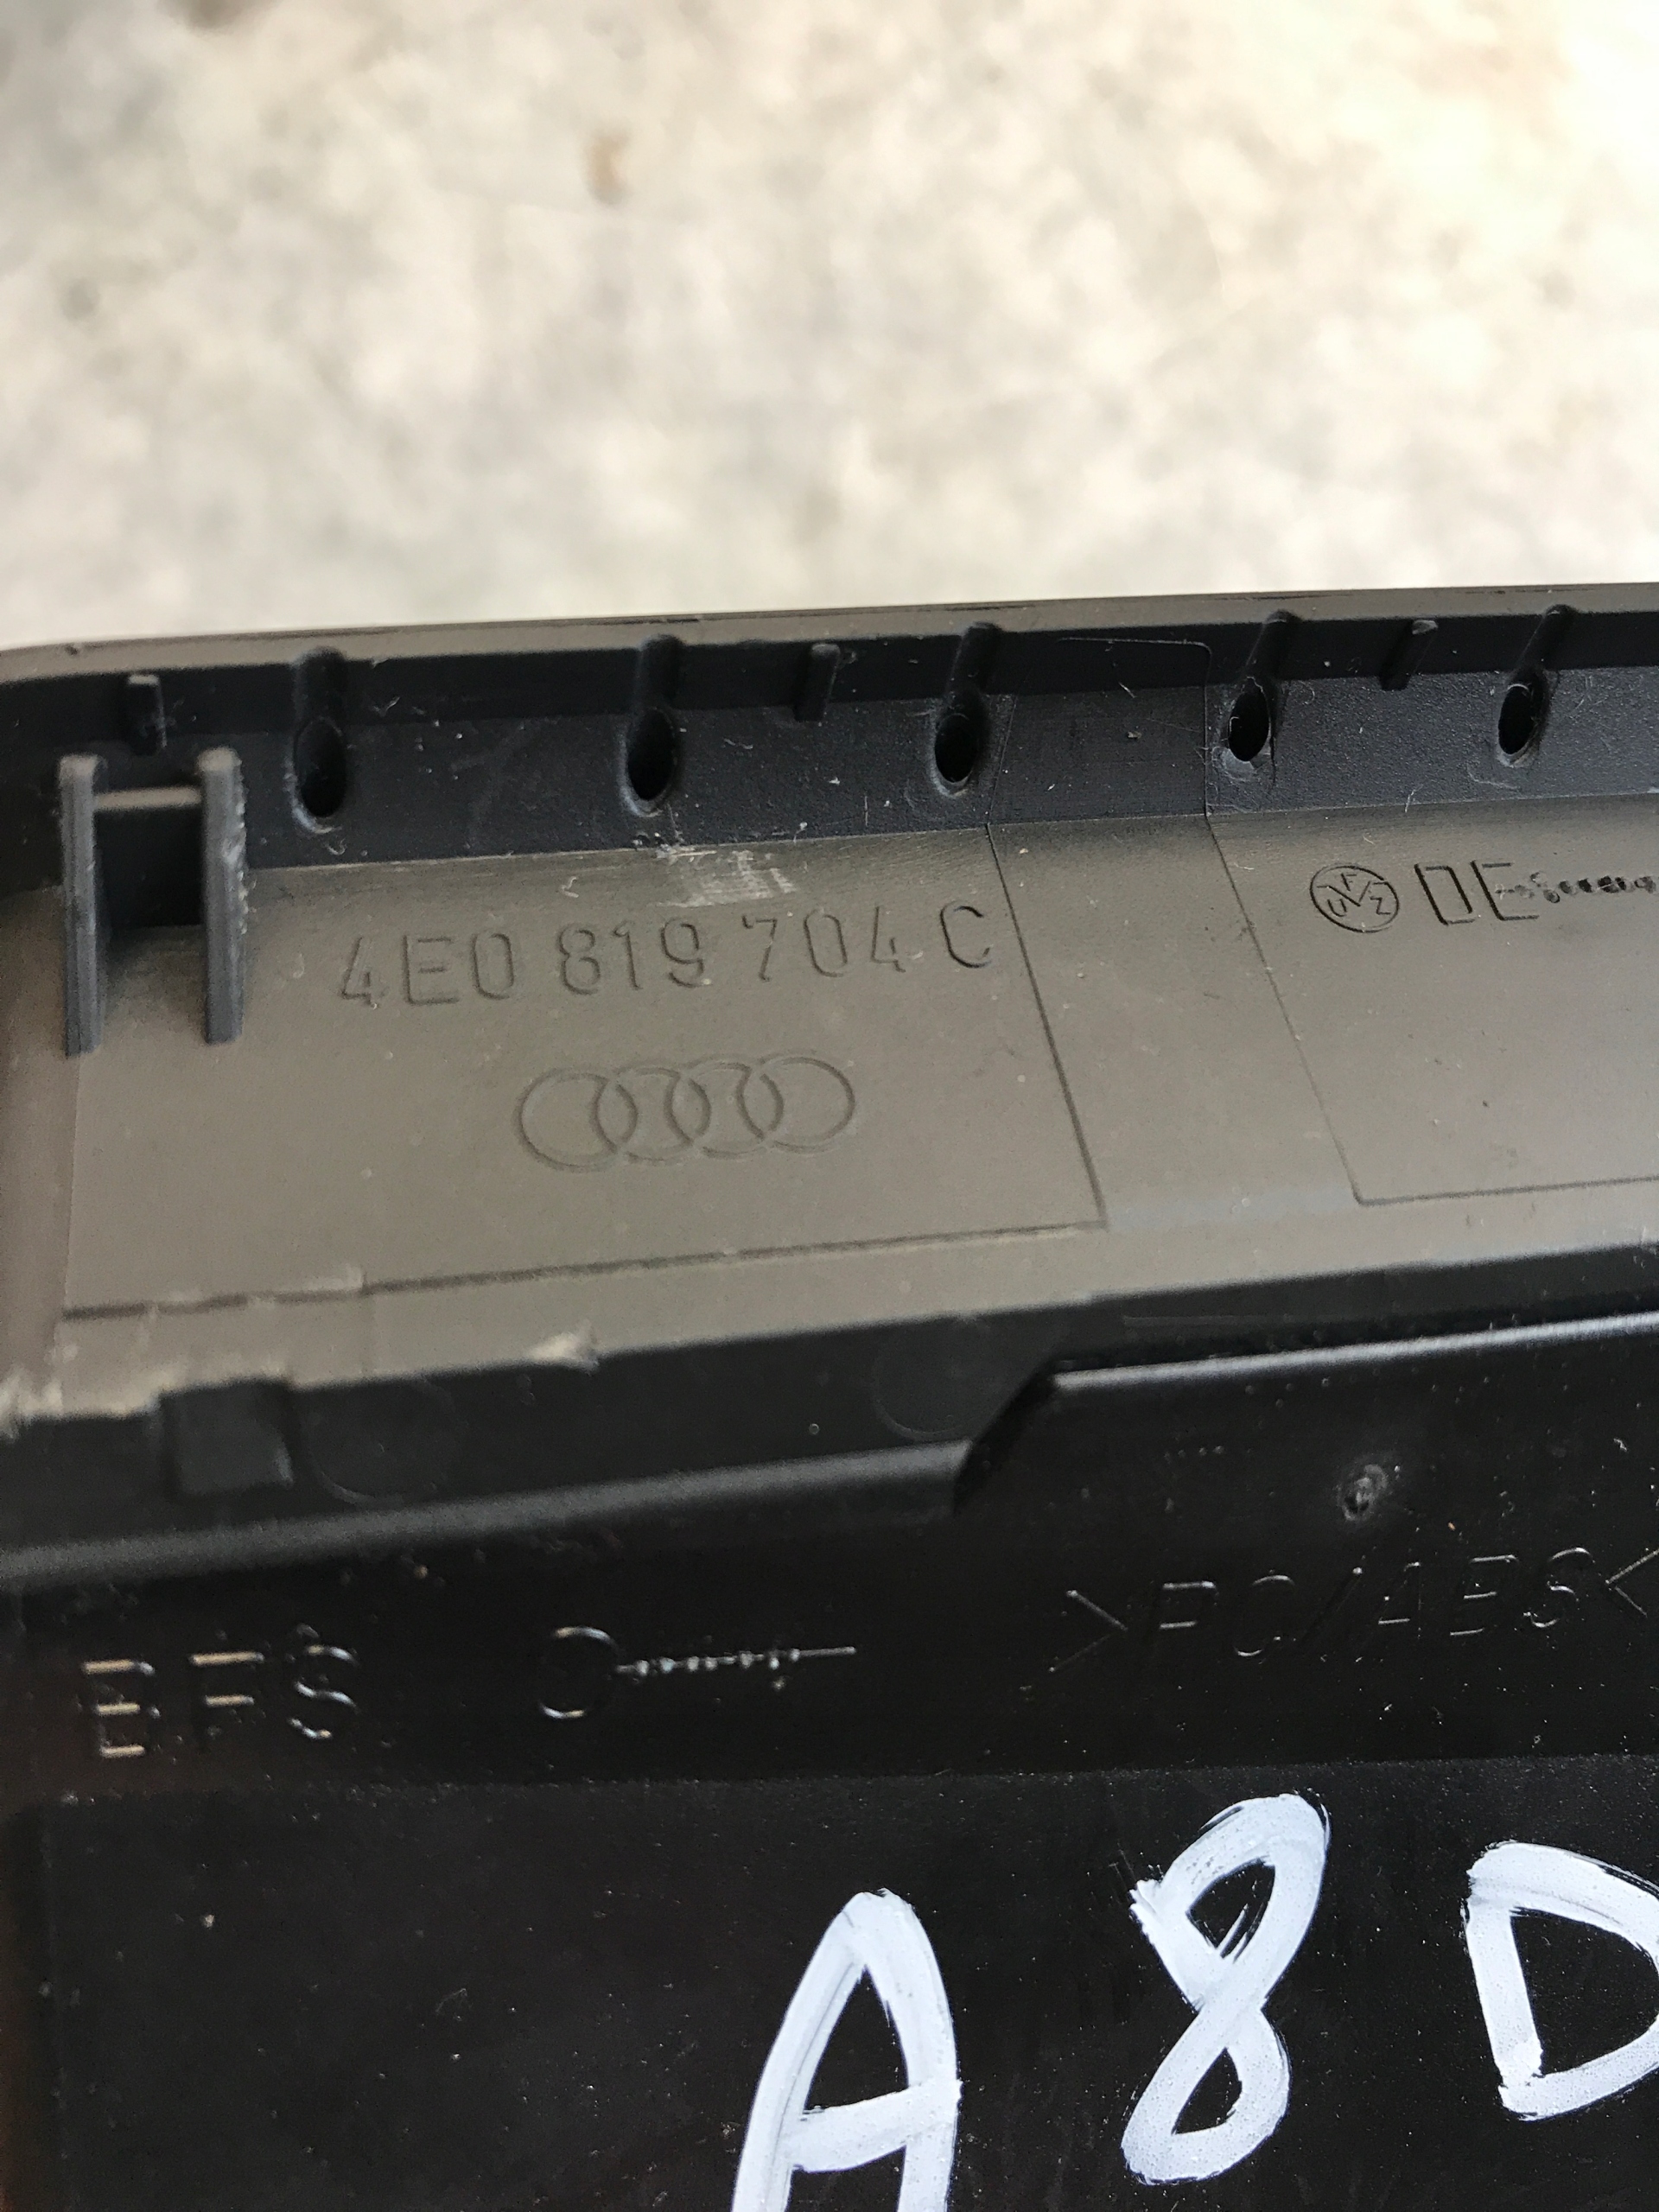 4E0 819 704 C
DE
>PC/ABS<
A8D